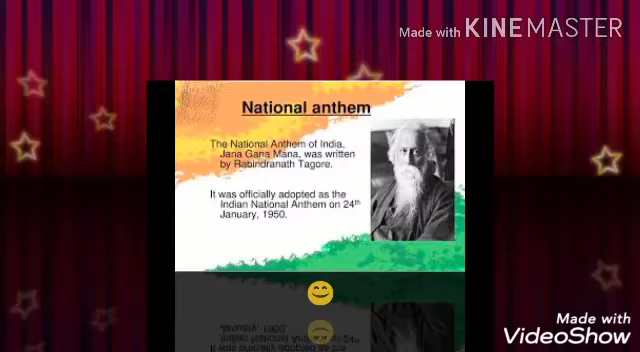 Made with KINEMASTER
National anthem
The National Anthem of India,
Jana Gana Mana, was written
by Rabindranath Tagore.
It was officially adopted as the
Indian National Anthem on 24th
January, 1950.
Made with
VideoShow